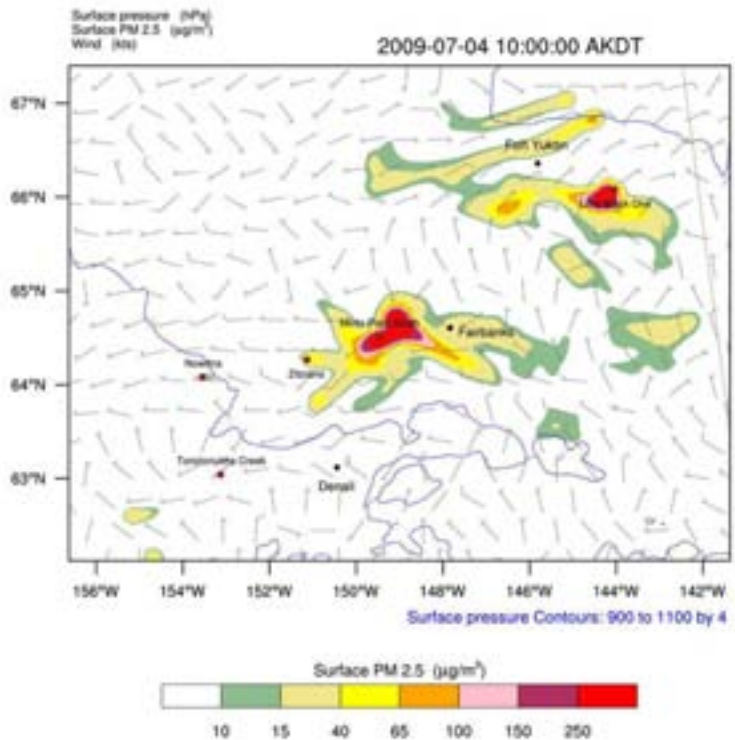 Surface pressure (hPa)
Surface PM 2.5 (µg/m³)
Wind (kts)
2009-07-04 10:00:00 AKDT
67°N
66°N
65°N
64°N
63°N
Fort Yukon
Fairbanks
Nowitna
Zitziana
Denali
156°W 154°W 152°W 150°W 148°W 146°W 144°W 142°W
Surface pressure Contours: 900 to 1100 by 4
Surface PM 2.5 (µg/m³)
10 15 40 65 100 150 250